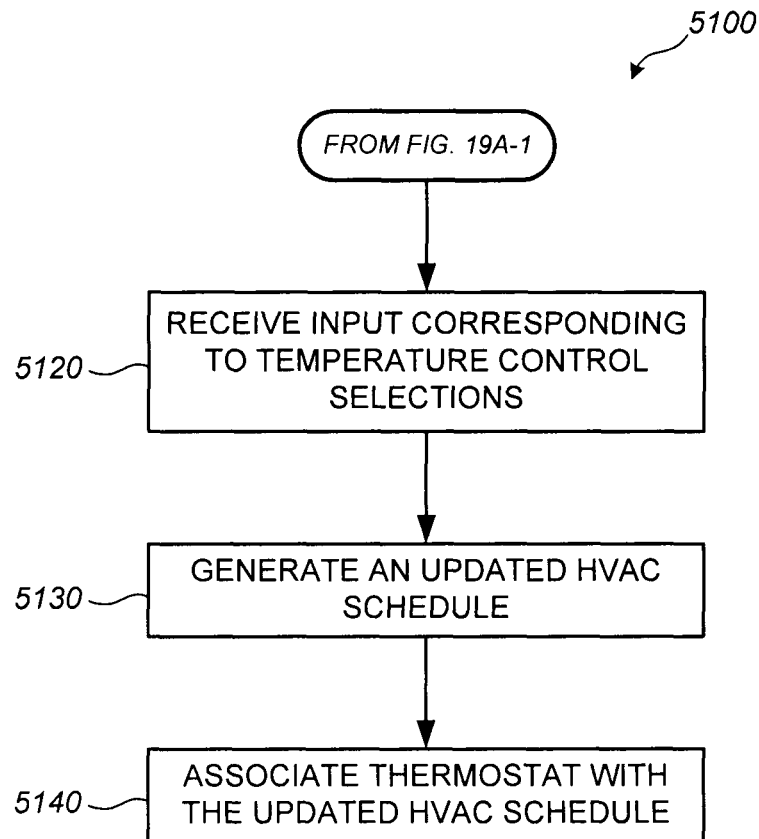 5100
FROM FIG. 19A-1
5120
RECEIVE INPUT CORRESPONDING
TO TEMPERATURE CONTROL
SELECTIONS
5130
GENERATE AN UPDATED HVAC
SCHEDULE
5140
ASSOCIATE THERMOSTAT WITH
THE UPDATED HVAC SCHEDULE